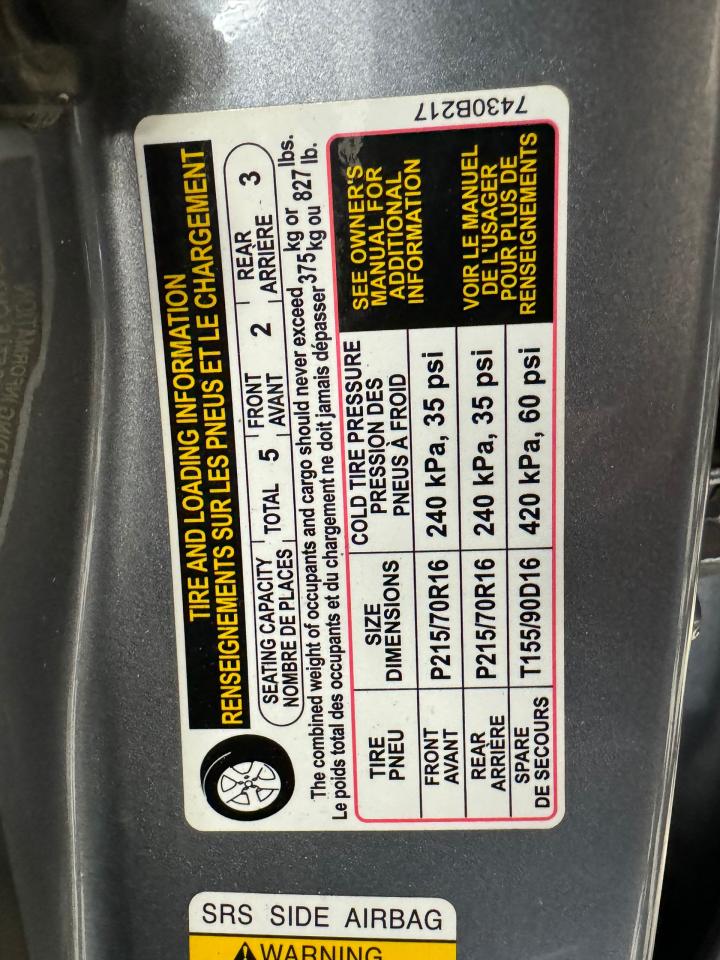 7430B217
TIRE AND LOADING INFORMATION
RENSEIGNEMENTS SUR LES PNEUS ET LE CHARGEMENT
SEATING CAPACITY
NOMBRE DE PLACES
TOTAL 5
FRONT
AVANT
2
REAR
ARRIÈRE
3
The combined weight of occupants and cargo should never exceed 375 kg or 827 lbs.
Le poids total des occupants et du chargement ne doit jamais dépasser 375 kg ou 827 lb.
TIRE
PNEU
SIZE
DIMENSIONS
COLD TIRE PRESSURE
PRESSION DES
PNEUS À FROID
FRONT
AVANT
P215/70R16
240 kPa, 35 psi
REAR
ARRIÈRE
P215/70R16
240 kPa, 35 psi
SPARE
DE SECOURS
T155/90D16
420 kPa, 60 psi
SEE OWNER'S
MANUAL FOR
ADDITIONAL
INFORMATION
VOIR LE MANUEL
DE L'USAGER
POUR PLUS DE
RENSEIGNEMENTS
SRS SIDE AIRBAG
WARNING